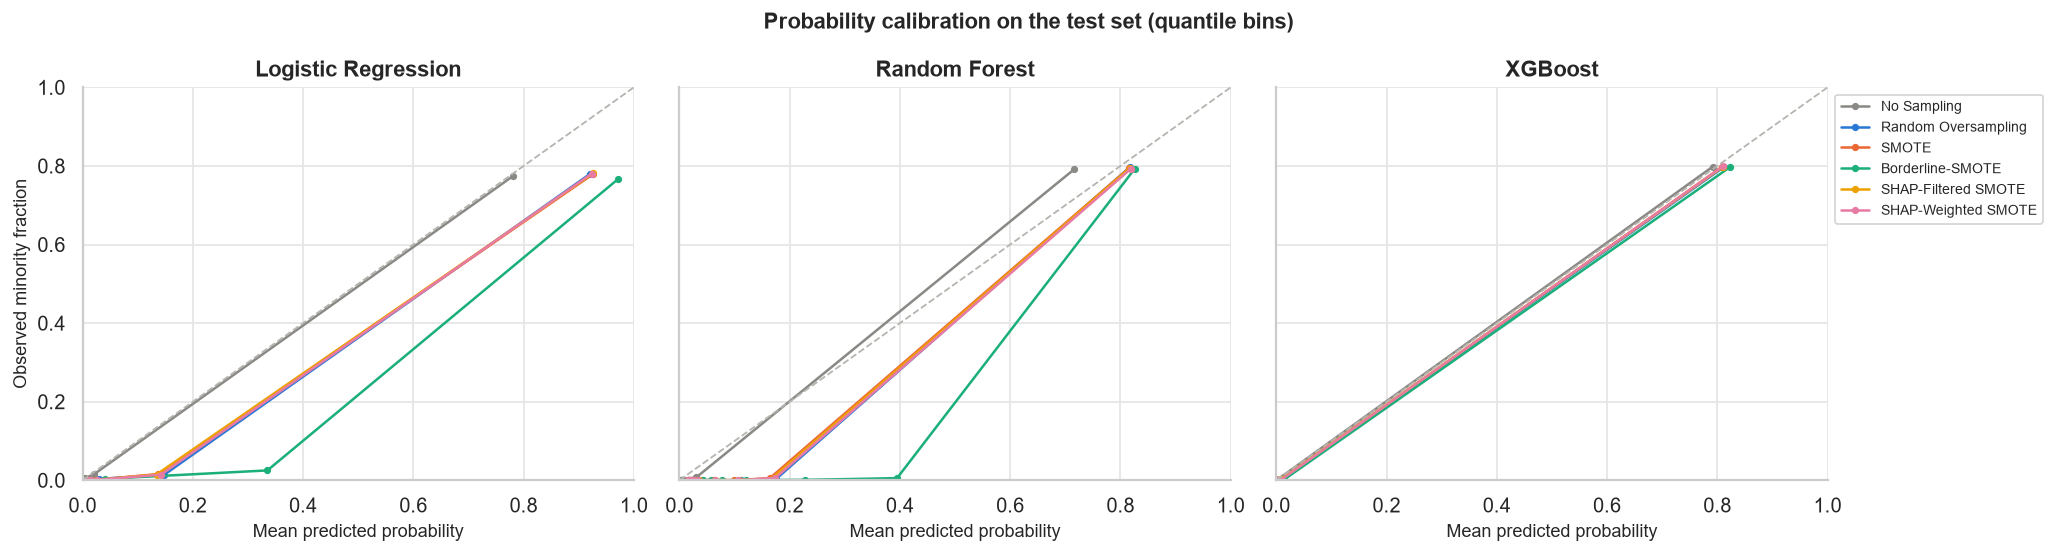 Probability calibration on the test set (quantile bins)
Logistic Regression
Random Forest
XGBoost
Observed minority fraction
1.0
0.8
0.6
0.4
0.2
0.0
0.0 0.2 0.4 0.6 0.8 1.0
0.0 0.2 0.4 0.6 0.8 1.0
0.0 0.2 0.4 0.6 0.8 1.0
Mean predicted probability
Mean predicted probability
Mean predicted probability
No Sampling
Random Oversampling
SMOTE
Borderline-SMOTE
SHAP-Filtered SMOTE
SHAP-Weighted SMOTE